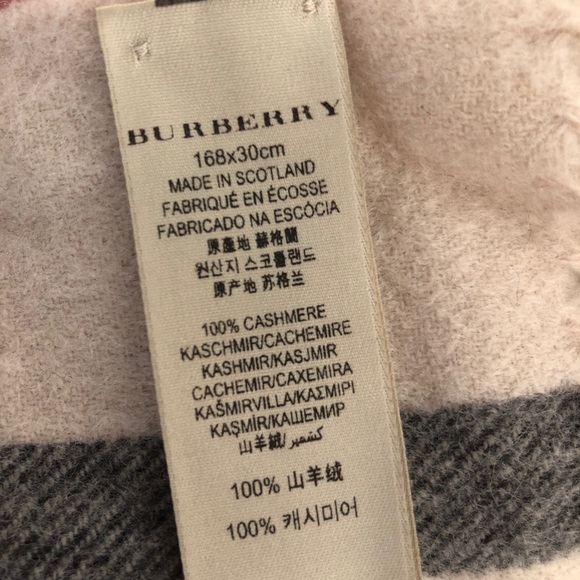 BURBERRY
168x30cm
MADE IN SCOTLAND
FABRIQUÉ EN ÉCOSSE
FABRICADO NA ESCÓCIA
原產地 蘇格蘭
원산지 스코틀랜드
原产地 苏格兰
100% CASHMERE
KASCHMIR/CACHEMIRE
KASHMIR/KASJMIR
CACHEMIR/CAXEMIRA
KAŠMIRVILLA/ΚΑΣΜΙΡΙ
KAŞMİR/КАШЕМИР
山羊絨/كشمير
100% 山羊绒
100% 캐시미어